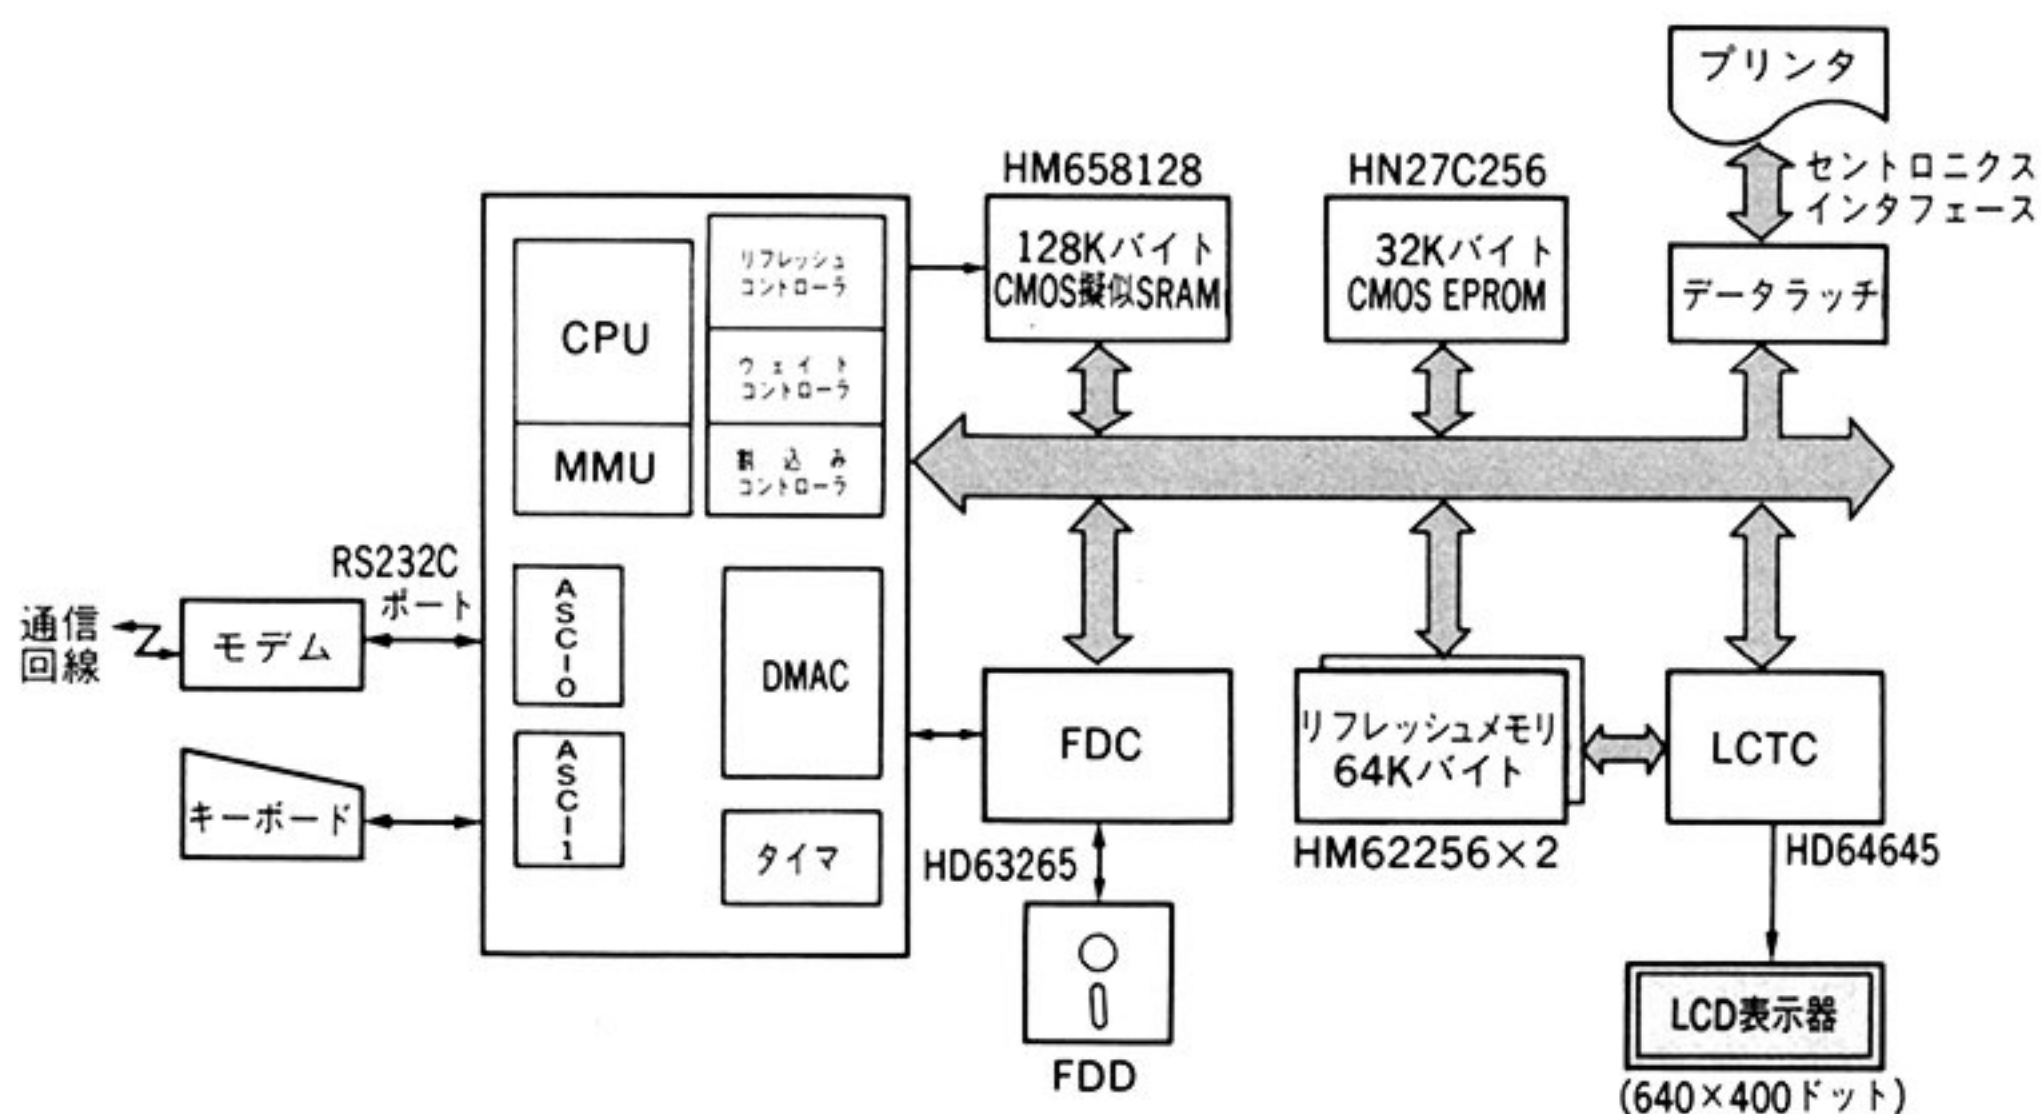 プリンタ
セントロニクス
インタフェース
HM658128
HN27C256
128Kバイト
CMOS擬似SRAM
32Kバイト
CMOS EPROM
データラッチ
CPU
MMU
リフレッシュ
コントローラ
ウェイト
コントローラ
割込み
コントローラ
RS232C
ポート
通信
回線
モデム
キーボード
ASCI0
ASCI1
DMAC
タイマ
FDC
HD63265
FDD
リフレッシュメモリ
64Kバイト
HM62256×2
LCTC
HD64645
LCD表示器
(640×400ドット)